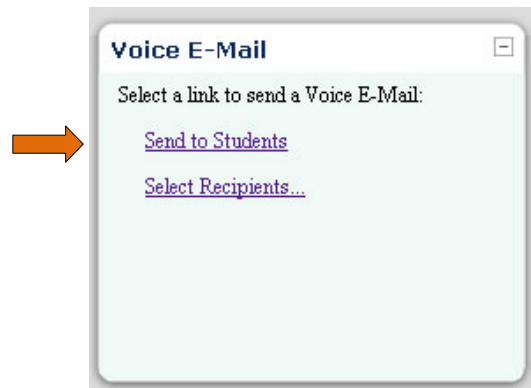 Voice E-Mail
Select a link to send a Voice E-Mail:
Send to Students
Select Recipients...